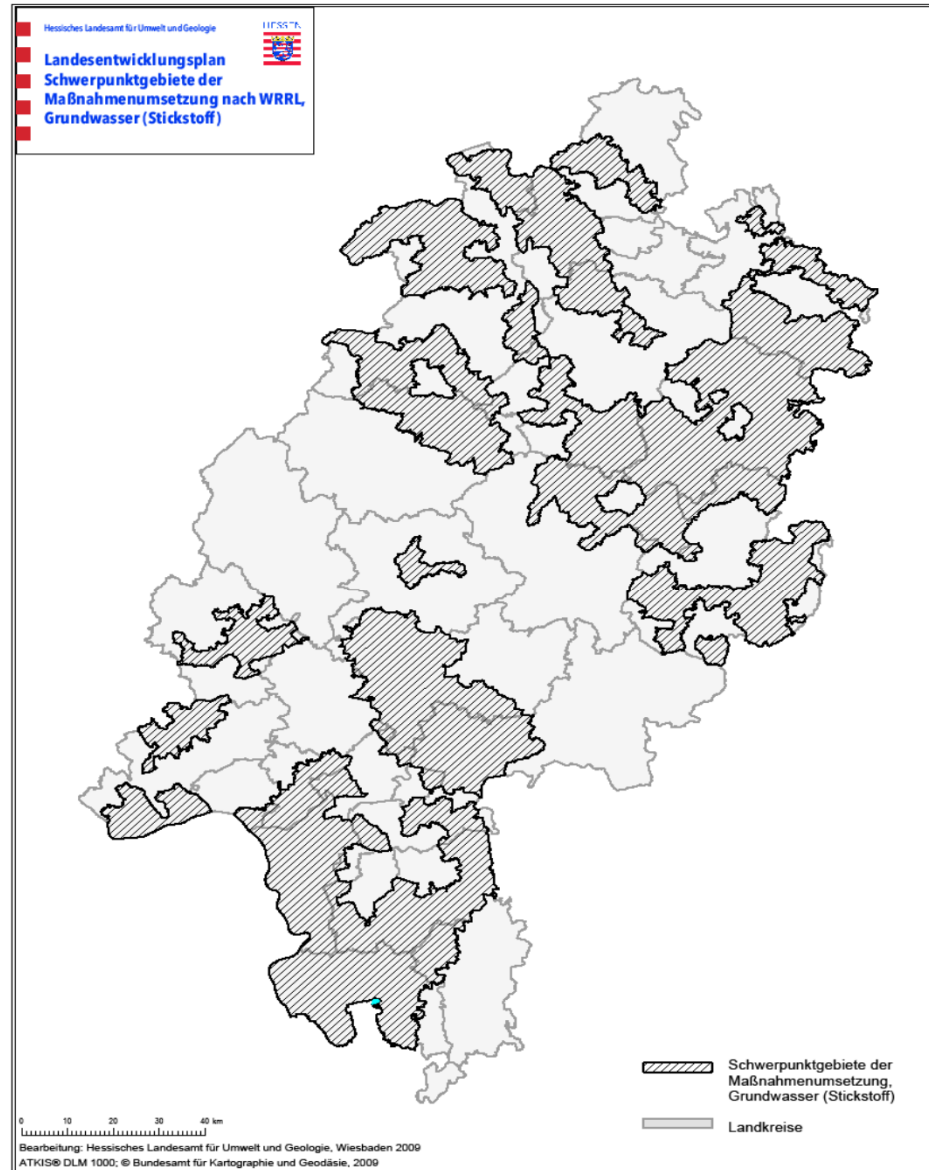 Hessisches Landesamt für Umwelt und Geologie
HESSEN
Landesentwicklungsplan
Schwerpunktgebiete der
Maßnahmenumsetzung nach WRRL,
Grundwasser (Stickstoff)
Schwerpunktgebiete der
Maßnahmenumsetzung,
Grundwasser (Stickstoff)
Landkreise
0 10 20 30 40 km
Bearbeitung: Hessisches Landesamt für Umwelt und Geologie, Wiesbaden 2009
ATKIS® DLM 1000; © Bundesamt für Kartographie und Geodäsie, 2009